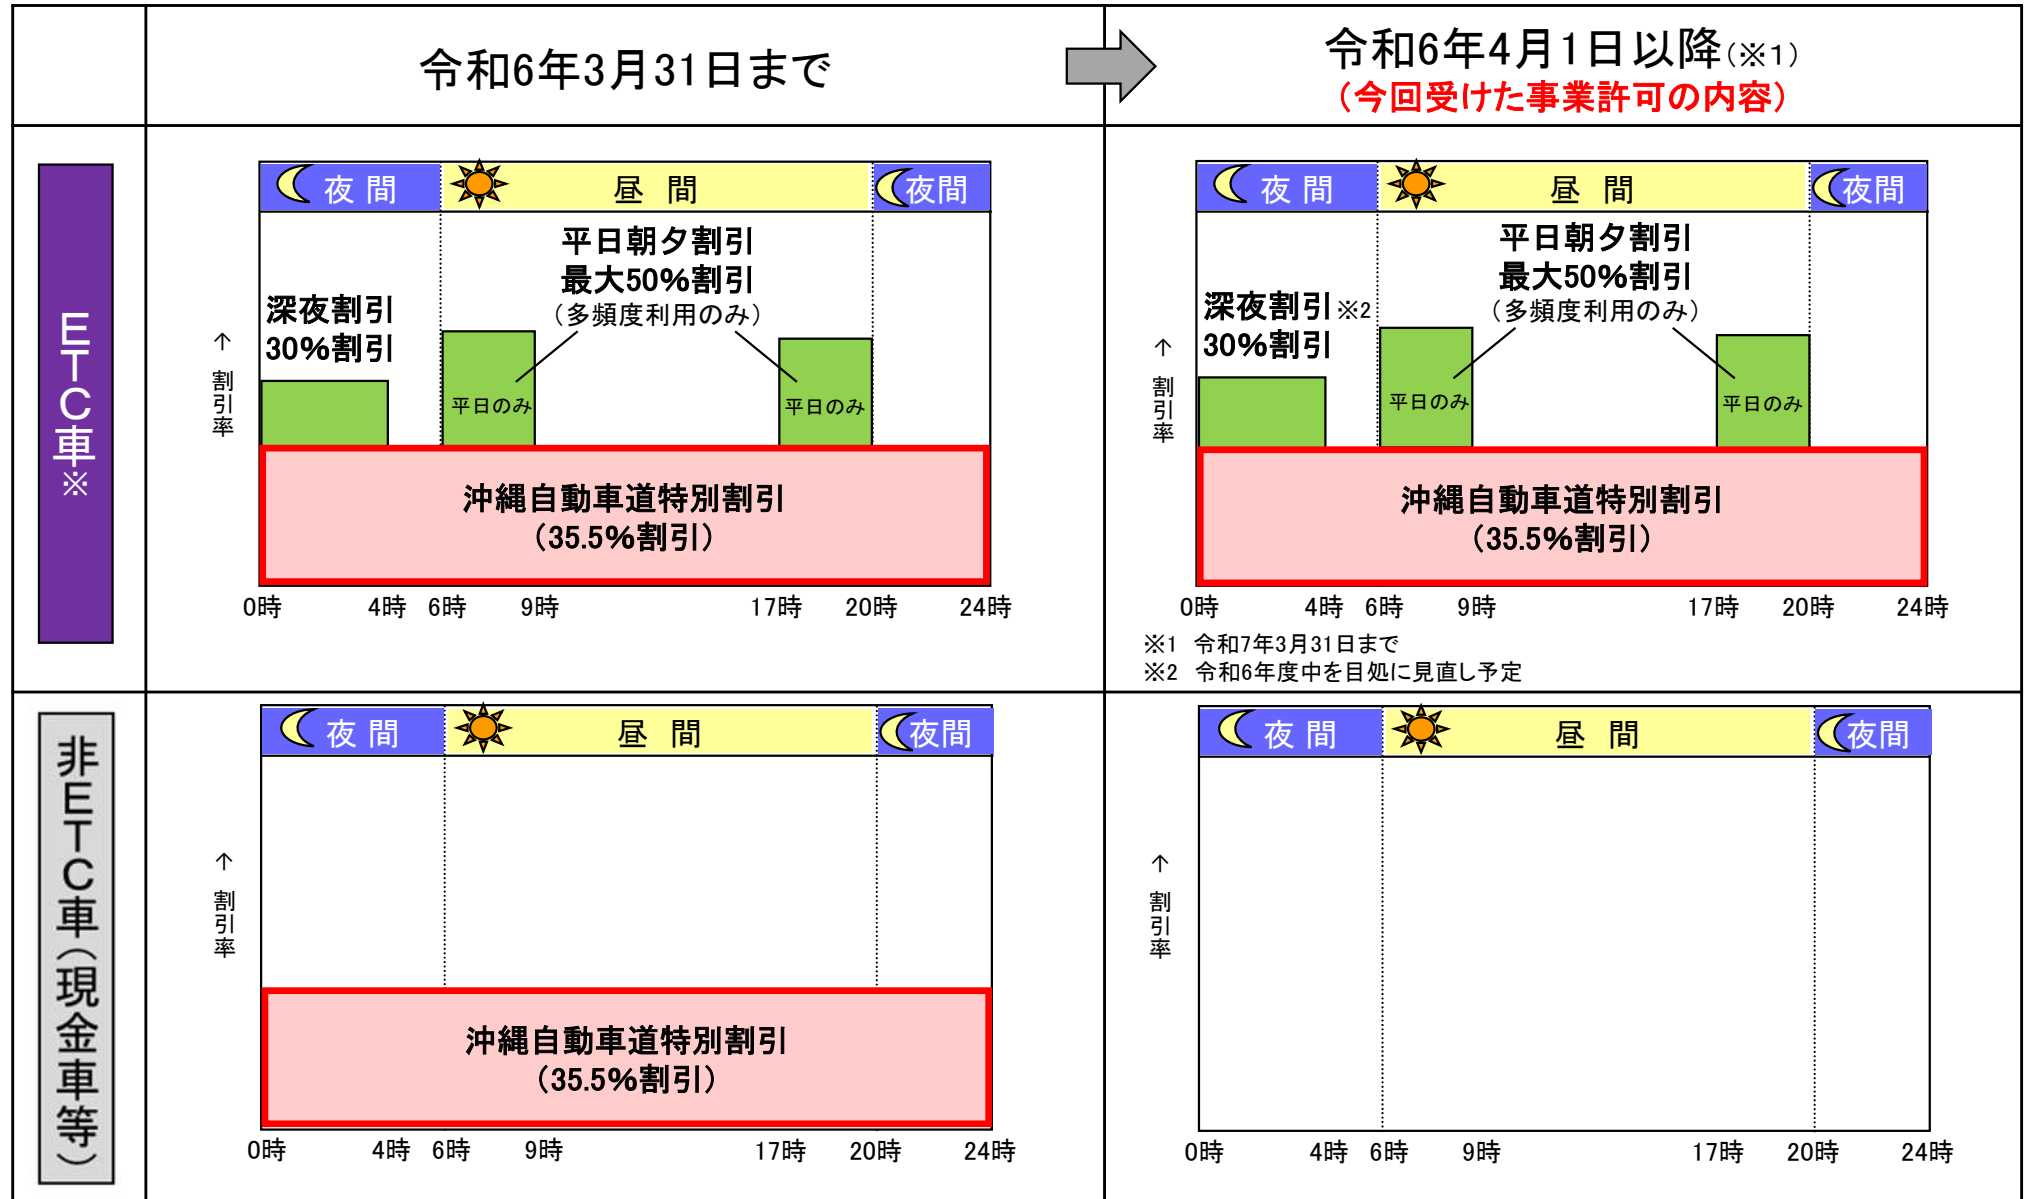 令和6年3月31日まで
令和6年4月1日以降(※1)
(今回受けた事業許可の内容)
ETC車※
夜間
昼間
夜間
平日朝夕割引
最大50%割引
(多頻度利用のみ)
深夜割引
30%割引
↑割引率
平日のみ
平日のみ
沖縄自動車道特別割引
(35.5%割引)
0時 4時 6時 9時 17時 20時 24時
夜間
昼間
夜間
平日朝夕割引
最大50%割引
(多頻度利用のみ)
深夜割引※2
30%割引
↑割引率
平日のみ
平日のみ
沖縄自動車道特別割引
(35.5%割引)
0時 4時 6時 9時 17時 20時 24時
※1 令和7年3月31日まで
※2 令和6年度中を目処に見直し予定
非ETC車(現金車等)
夜間
昼間
夜間
↑割引率
沖縄自動車道特別割引
(35.5%割引)
0時 4時 6時 9時 17時 20時 24時
夜間
昼間
夜間
↑割引率
0時 4時 6時 9時 17時 20時 24時